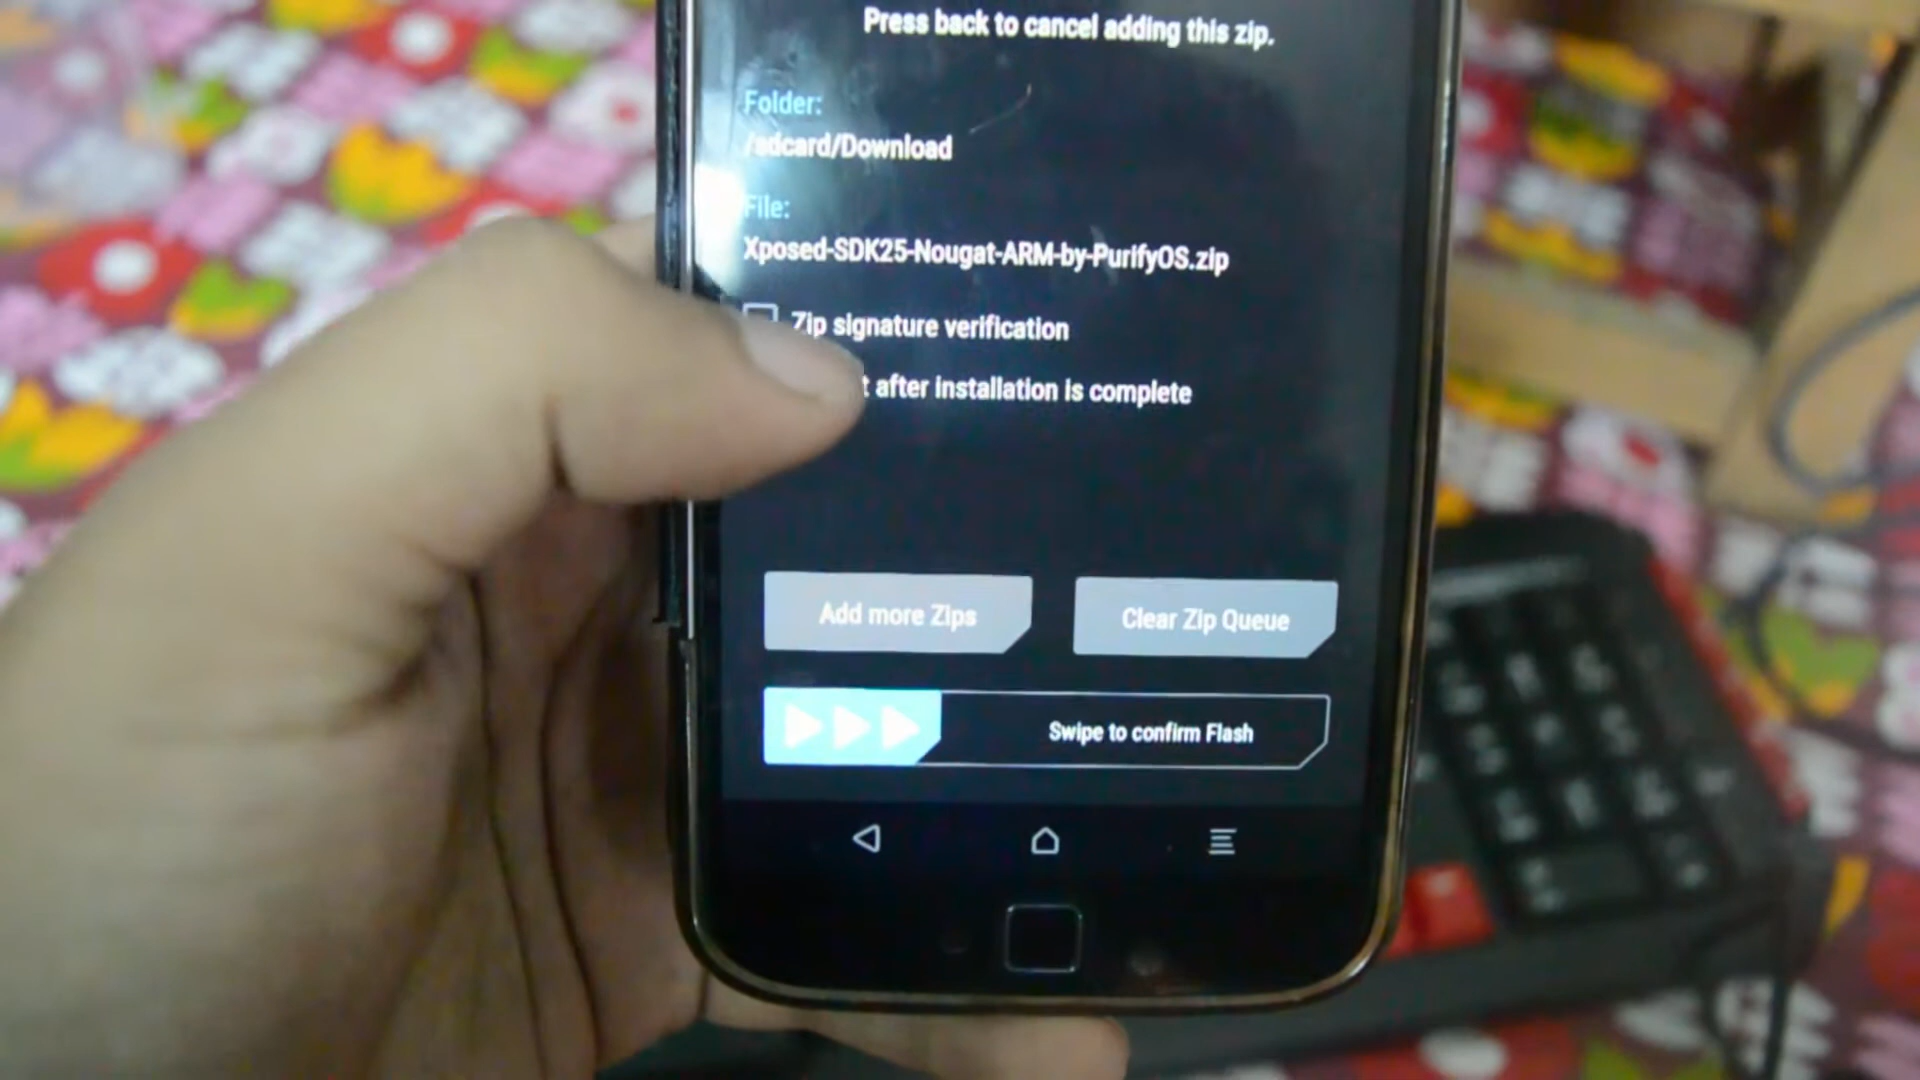 Press back to cancel adding this zip.
Folder:
/sdcard/Download
File:
Xposed-SDK25-Nougat-ARM-by-PurifyOS.zip
Zip signature verification
after installation is complete
Add more Zips
Clear Zip Queue
Swipe to confirm Flash